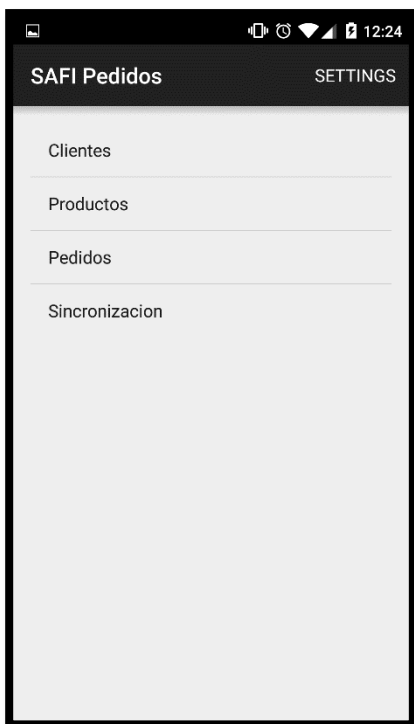 12:24
SAFI Pedidos SETTINGS
Clientes
Productos
Pedidos
Sincronizacion